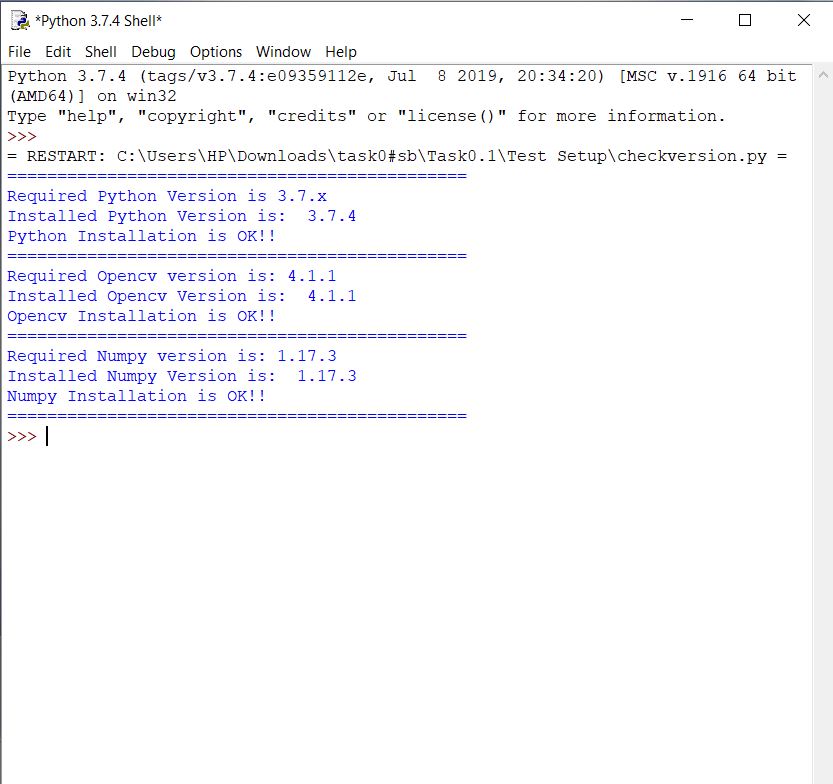 *Python 3.7.4 Shell*
File Edit Shell Debug Options Window Help
Python 3.7.4 (tags/v3.7.4:e09359112e, Jul  8 2019, 20:34:20) [MSC v.1916 64 bit
(AMD64)] on win32
Type "help", "copyright", "credits" or "license()" for more information.
>>>
= RESTART: C:\Users\HP\Downloads\task0#sb\Task0.1\Test Setup\checkversion.py =
==============================================
Required Python Version is 3.7.x
Installed Python Version is:  3.7.4
Python Installation is OK!!
==============================================
Required Opencv version is: 4.1.1
Installed Opencv Version is:  4.1.1
Opencv Installation is OK!!
==============================================
Required Numpy version is: 1.17.3
Installed Numpy Version is:  1.17.3
Numpy Installation is OK!!
==============================================
>>>